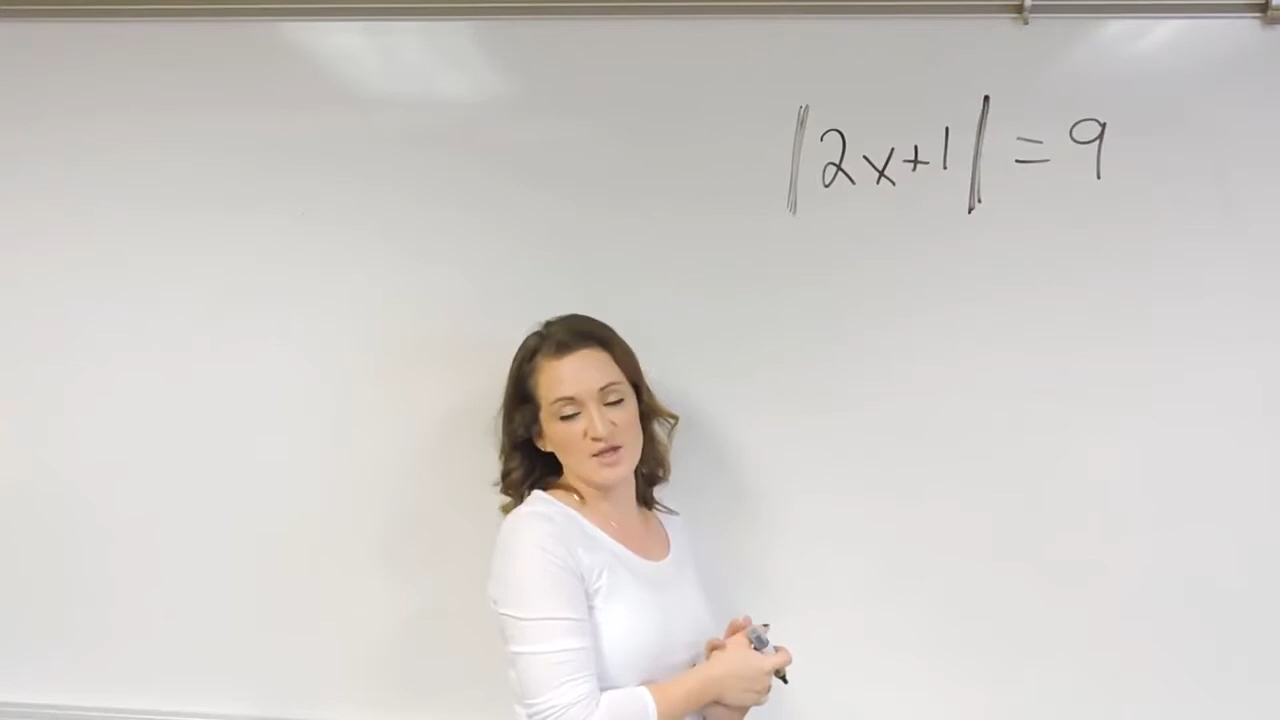 |2x+1| = 9